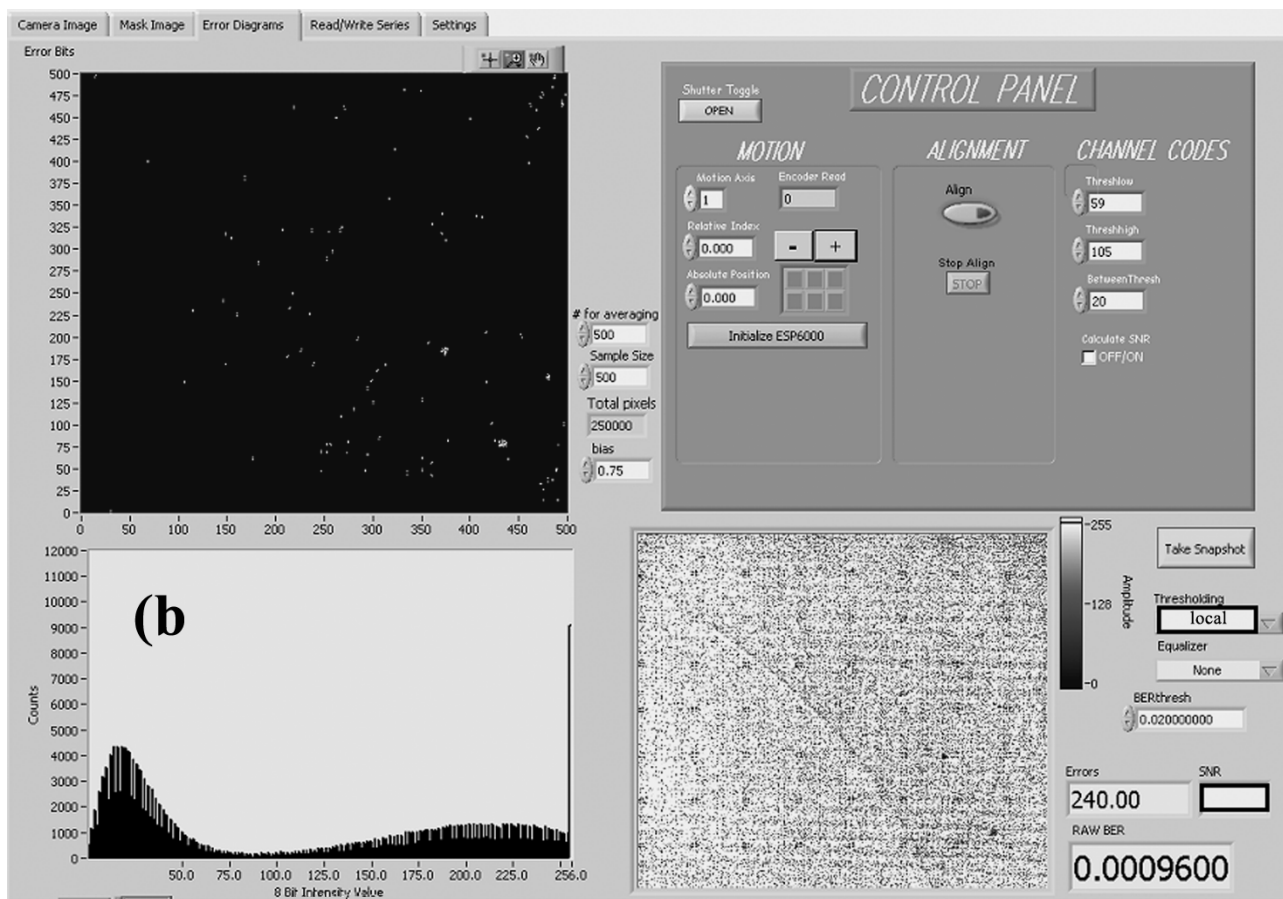 Camera Image
Mask Image
Error Diagrams
Read/Write Series
Settings
Error Bits
500
475
450
425
400
375
350
325
300
275
250
225
200
175
150
125
100
75
50
25
0
0
50
100
150
200
250
300
350
400
450
500
# for averaging
500
Sample Size
500
Total pixels
250000
bias
0.75
CONTROL PANEL
Shutter Toggle
OPEN
MOTION
Motion Axis
Encoder Read
1
0
Relative Index
0.000
-
+
Absolute Position
0.000
Initialize ESP6000
ALIGNMENT
Align
Stop Align
STOP
CHANNEL CODES
Threshlow
59
Threshhigh
105
BetweenThresh
20
Calculate SNR
OFF/ON
12000
11000
10000
9000
8000
7000
6000
5000
4000
3000
2000
1000
0
Counts
(b
50.0
75.0
100.0
125.0
150.0
175.0
200.0
225.0
256.0
8 Bit Intensity Value
-255
-128
-0
Amplitude
Take Snapshot
Thresholding
local
Equalizer
None
BERthresh
0.020000000
Errors
SNR
240.00
RAW BER
0.0009600